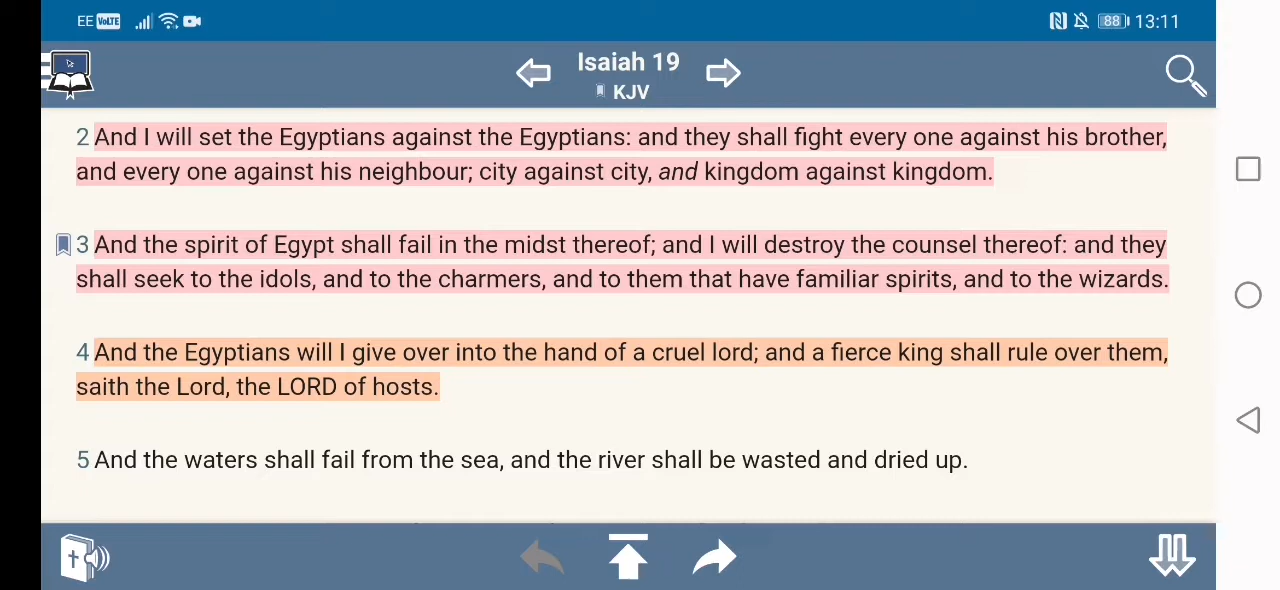 EE VoLTE 88 13:11
Isaiah 19
KJV
2 And I will set the Egyptians against the Egyptians: and they shall fight every one against his brother,
and every one against his neighbour; city against city, and kingdom against kingdom.
3 And the spirit of Egypt shall fail in the midst thereof; and I will destroy the counsel thereof: and they
shall seek to the idols, and to the charmers, and to them that have familiar spirits, and to the wizards.
4 And the Egyptians will I give over into the hand of a cruel lord; and a fierce king shall rule over them,
saith the Lord, the LORD of hosts.
5 And the waters shall fail from the sea, and the river shall be wasted and dried up.